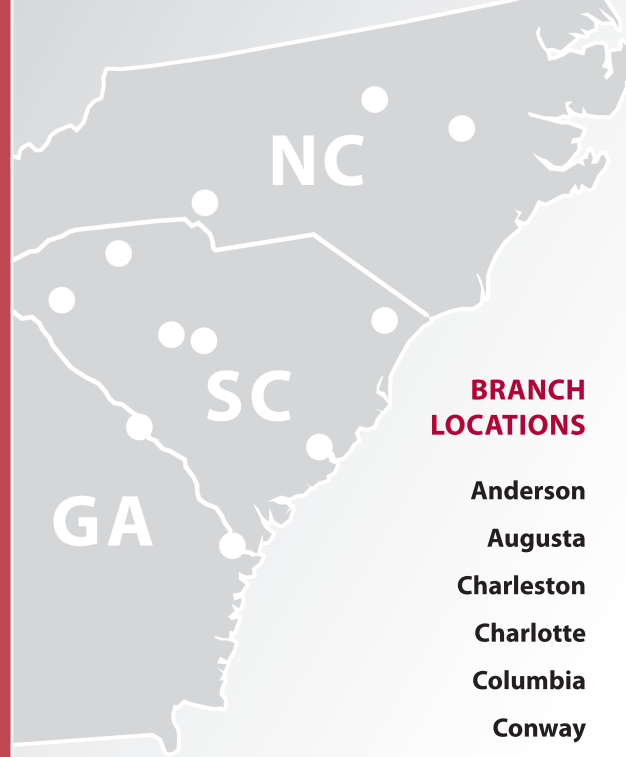 NC
SC
GA
BRANCH
LOCATIONS
Anderson
Augusta
Charleston
Charlotte
Columbia
Conway